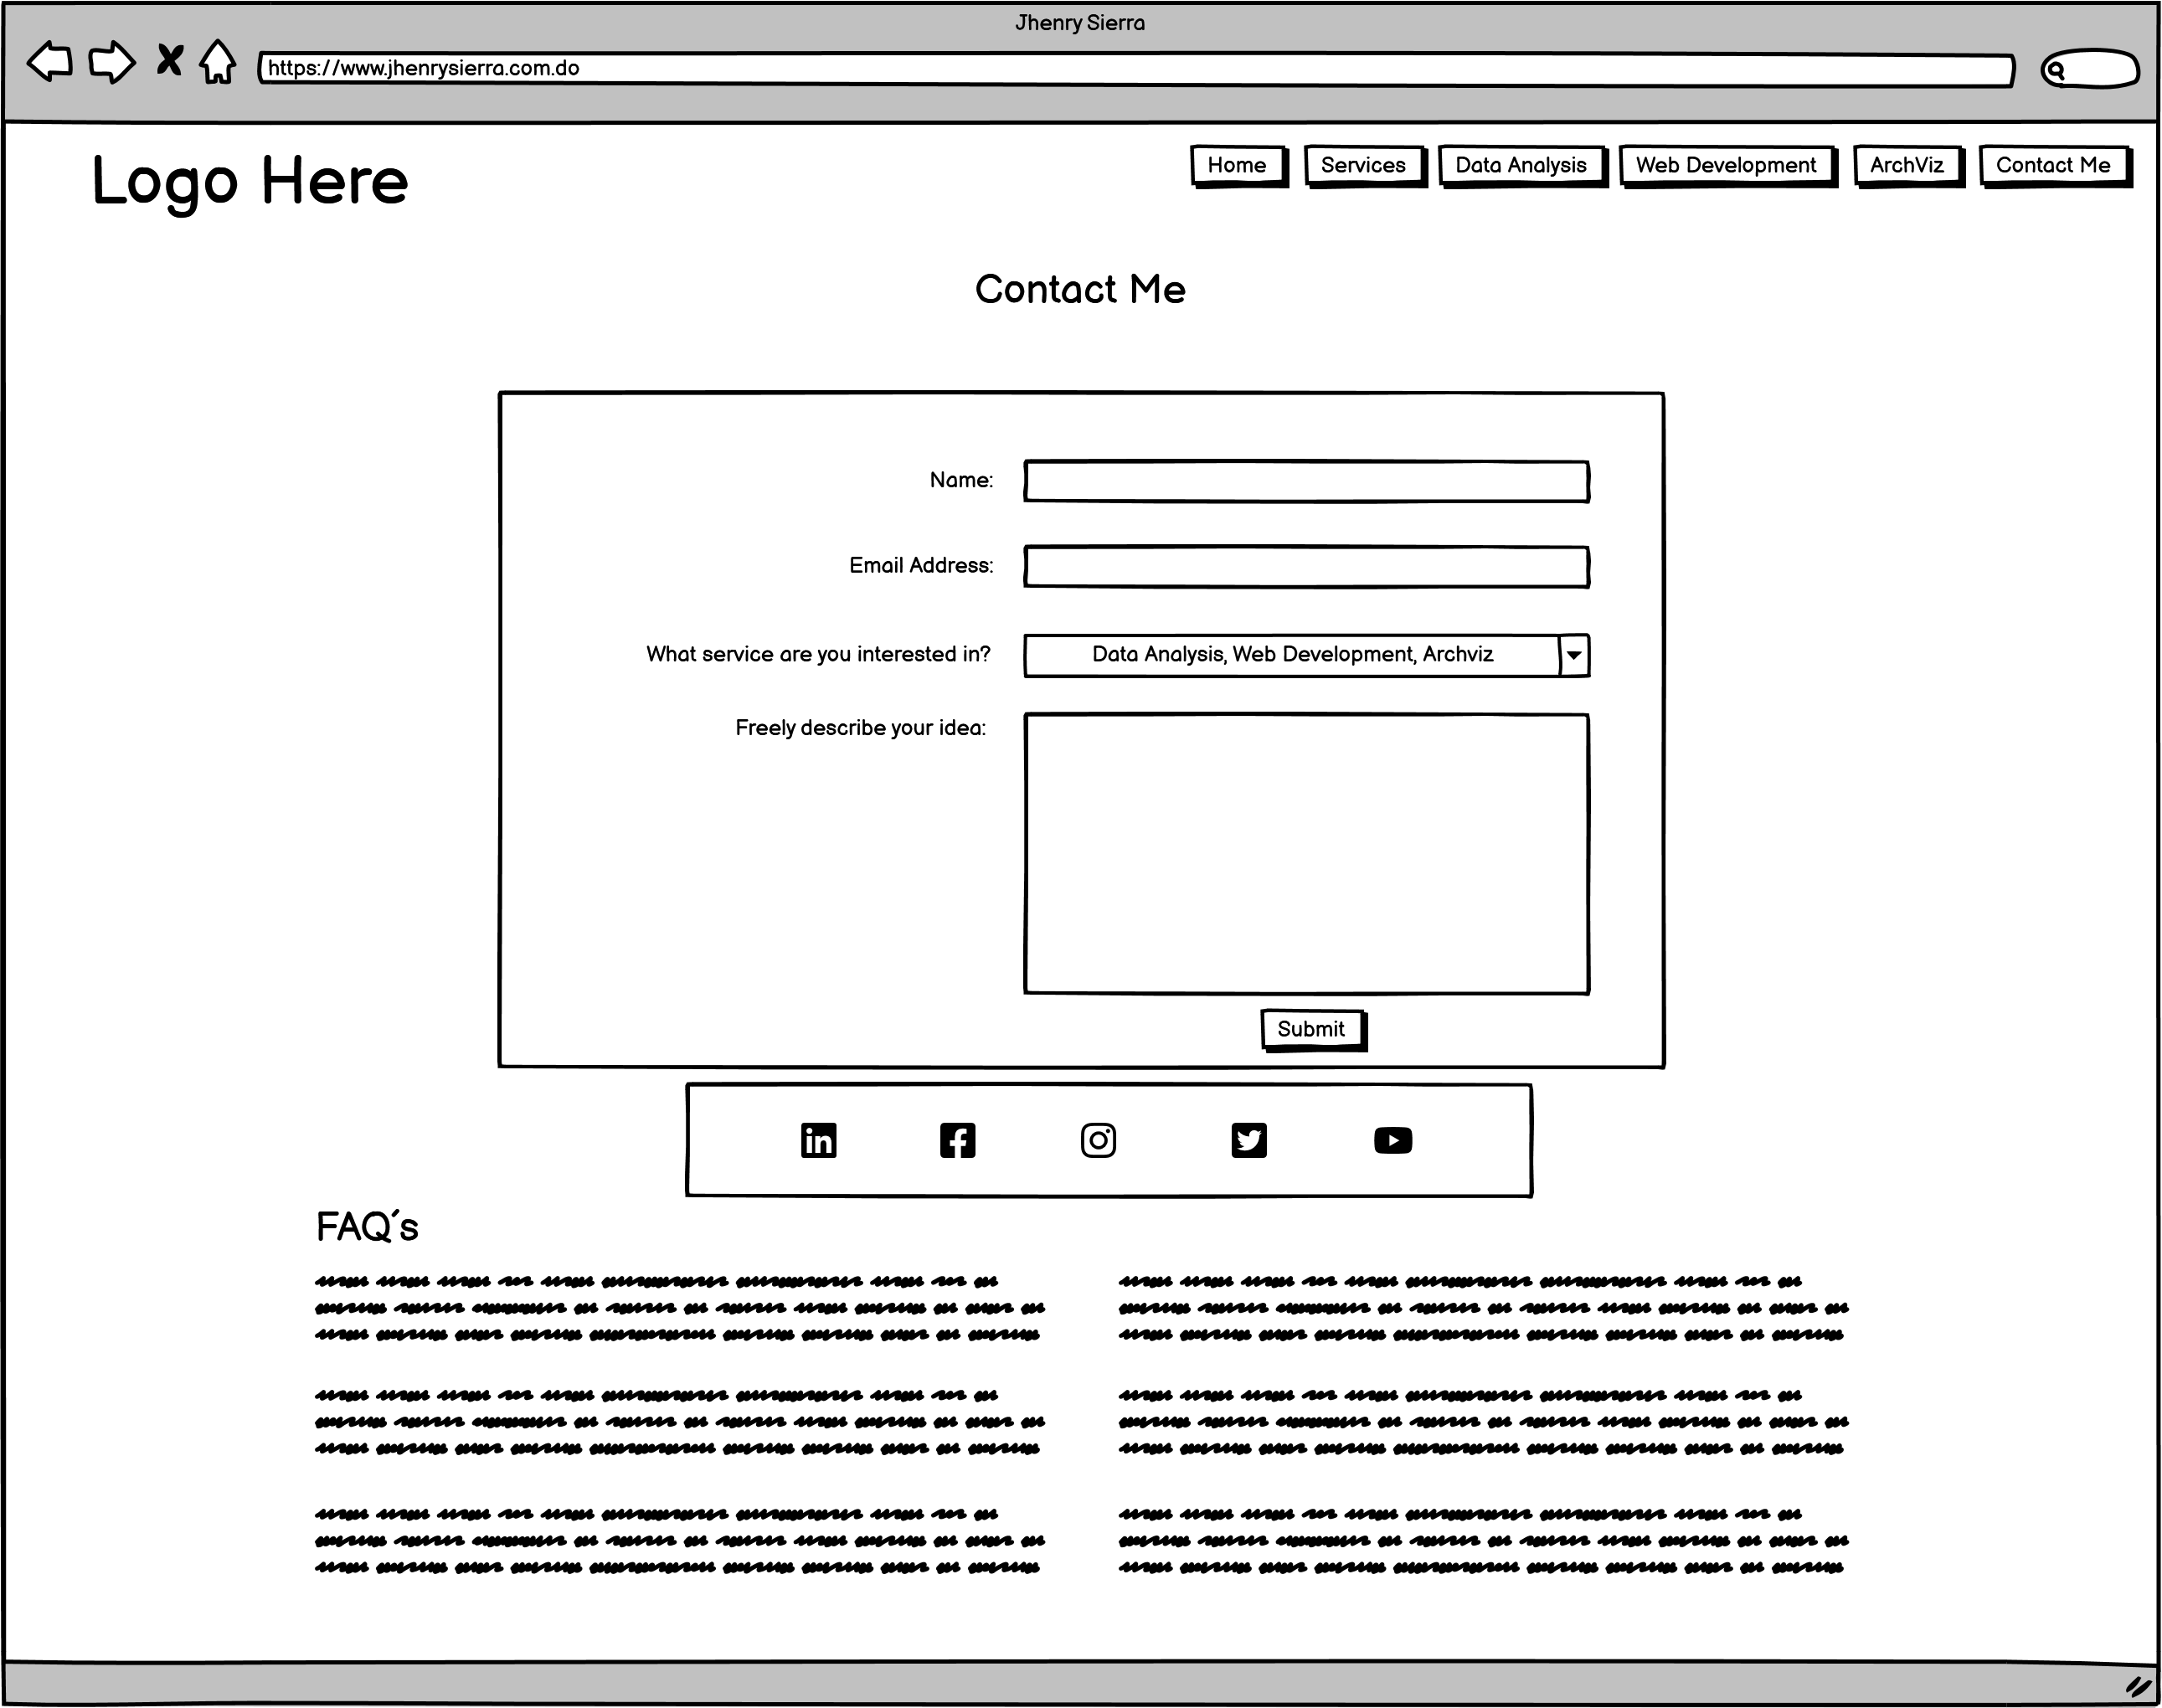 Jhenry Sierra
https://www.jhenrysierra.com.do
Logo Here
Home Services Data Analysis Web Development ArchViz Contact Me
Contact Me
Name:
Email Address:
What service are you interested in? Data Analysis, Web Development, Archviz
Freely describe your idea:
Submit
FAQ´s